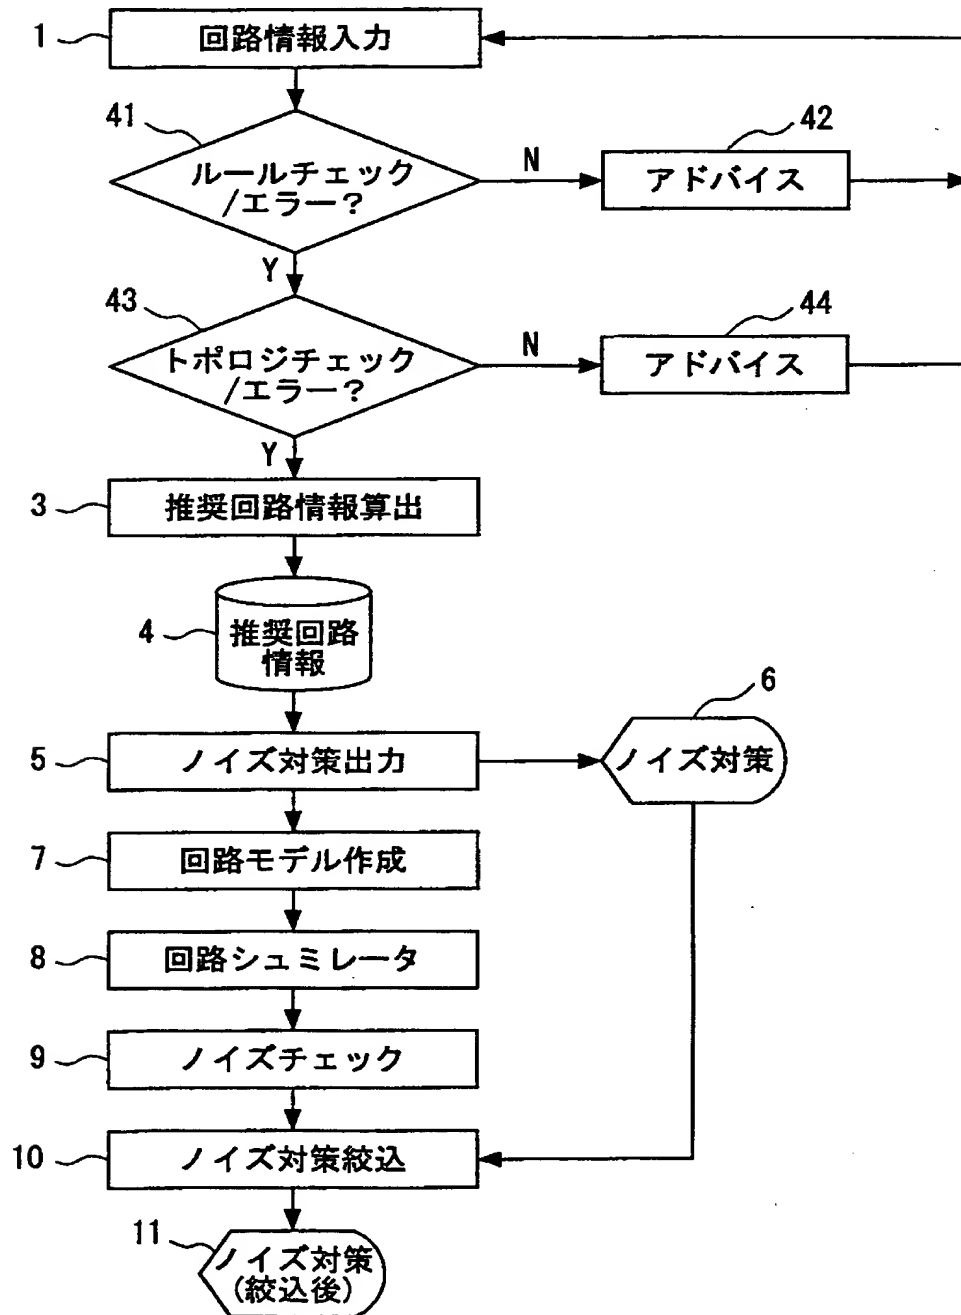 1
回路情報入力
41
ルールチェック
/エラー?
N
42
アドバイス
Y
43
トポロジチェック
/エラー?
N
44
アドバイス
Y
3
推奨回路情報算出
4
推奨回路
情報
5
ノイズ対策出力
6
ノイズ対策
7
回路モデル作成
8
回路シュミレータ
9
ノイズチェック
10
ノイズ対策絞込
11
ノイズ対策
(絞込後)